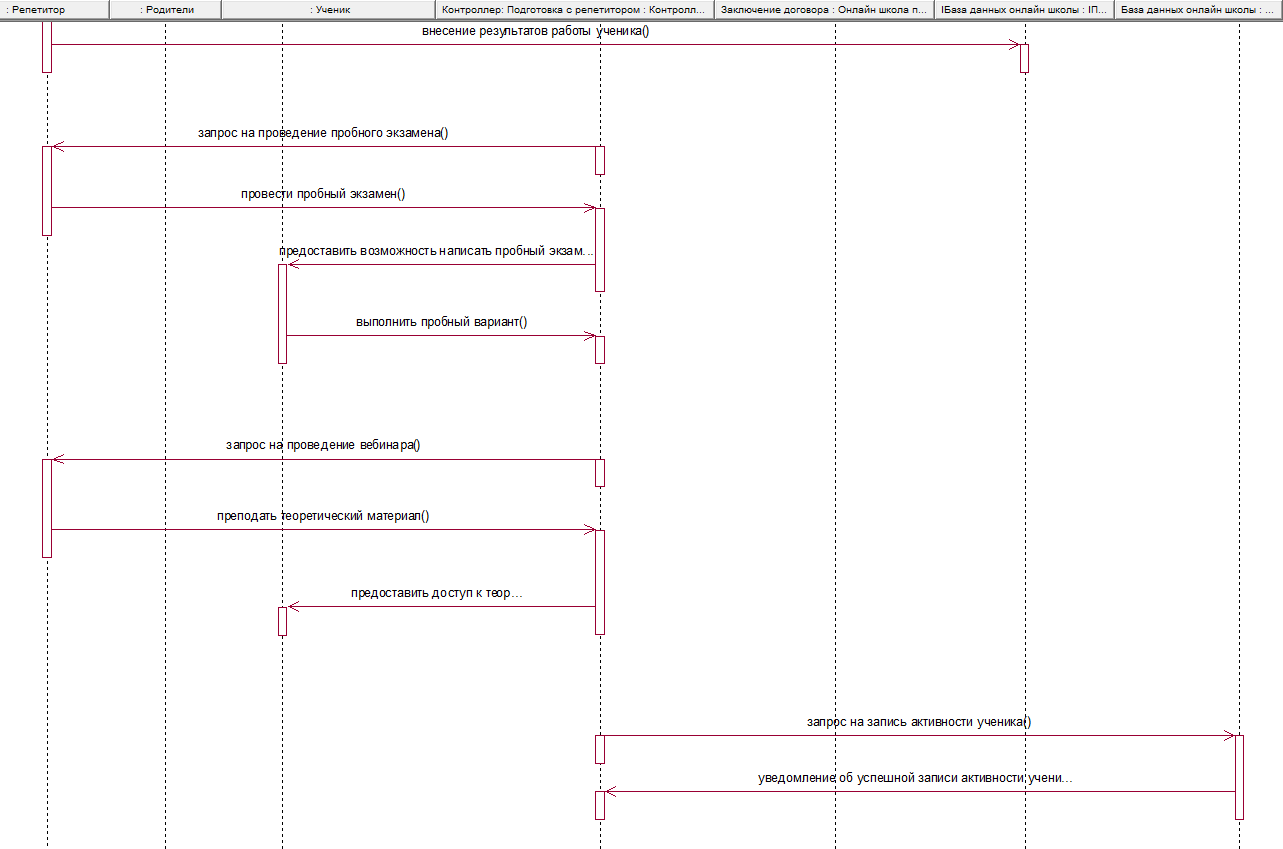 : Репетитор
: Родители
: Ученик
Контроллер: Подготовка с репетитором : Контролл...
Заключение договора : Онлайн школа п...
IБаза данных онлайн школы : IП...
База данных онлайн школы : ...
внесение результатов работы ученика()
запрос на проведение пробного экзамена()
провести пробный экзамен()
предоставить возможность написать пробный экзам...
выполнить пробный вариант()
запрос на проведение вебинара()
преподать теоретический материал()
предоставить доступ к теор...
запрос на запись активности ученика()
уведомление об успешной записи активности учени...